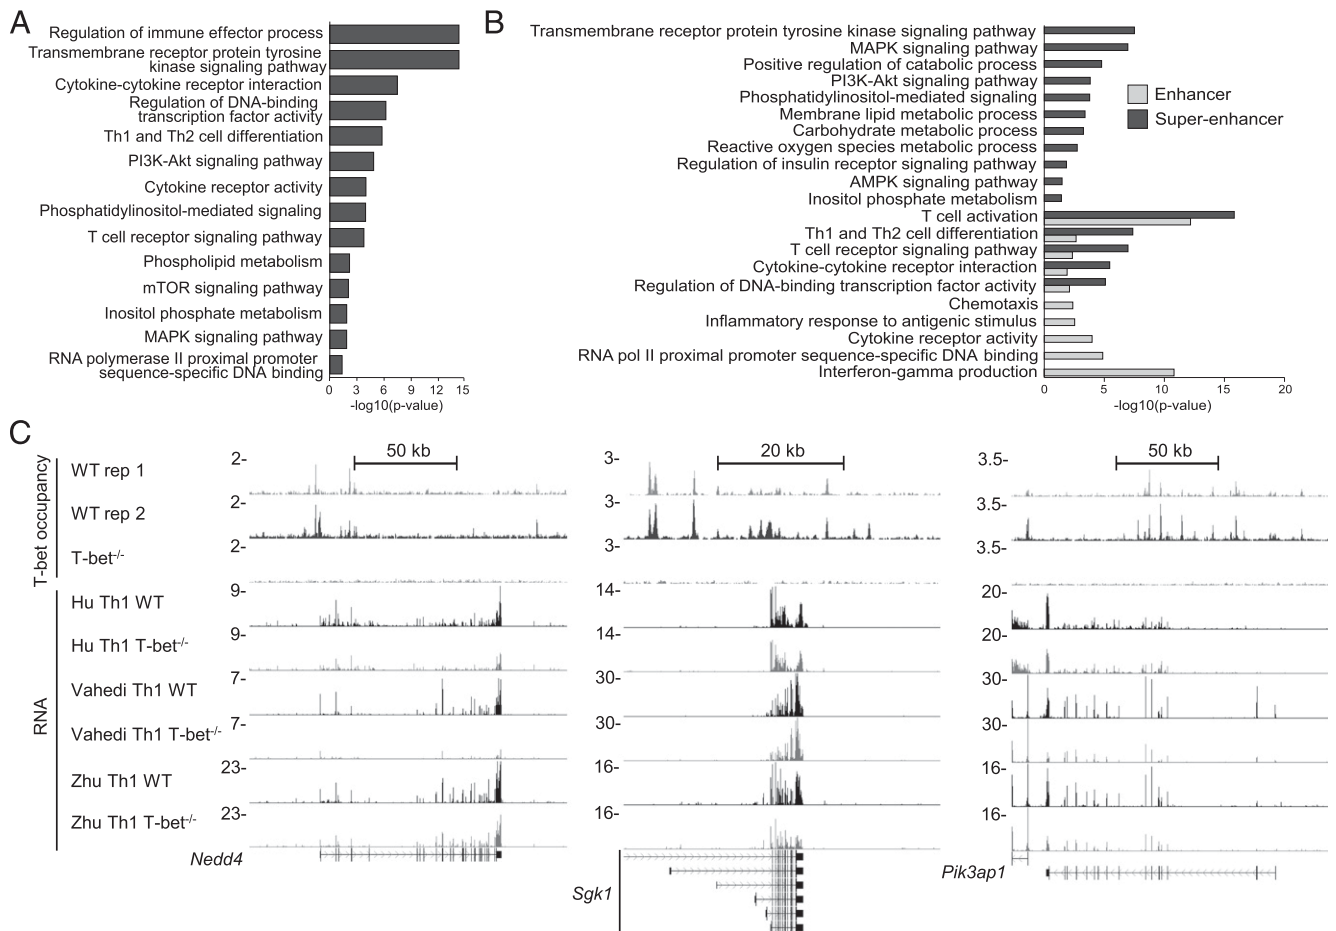 A
Regulation of immune effector process
Transmembrane receptor protein tyrosine
kinase signaling pathway
Cytokine-cytokine receptor interaction
Regulation of DNA-binding
transcription factor activity
Th1 and Th2 cell differentiation
PI3K-Akt signaling pathway
Cytokine receptor activity
Phosphatidylinositol-mediated signaling
T cell receptor signaling pathway
Phospholipid metabolism
mTOR signaling pathway
Inositol phosphate metabolism
MAPK signaling pathway
RNA polymerase II proximal promoter
sequence-specific DNA binding
0 3 6 9 12 15
-log10(p-value)
B
Transmembrane receptor protein tyrosine kinase signaling pathway
MAPK signaling pathway
Positive regulation of catabolic process
PI3K-Akt signaling pathway
Phosphatidylinositol-mediated signaling
Membrane lipid metabolic process
Carbohydrate metabolic process
Reactive oxygen species metabolic process
Regulation of insulin receptor signaling pathway
AMPK signaling pathway
Inositol phosphate metabolism
T cell activation
Th1 and Th2 cell differentiation
T cell receptor signaling pathway
Cytokine-cytokine receptor interaction
Regulation of DNA-binding transcription factor activity
Chemotaxis
Inflammatory response to antigenic stimulus
Cytokine receptor activity
RNA pol II proximal promoter sequence-specific DNA binding
Interferon-gamma production
0 5 10 15 20
-log10(p-value)
Enhancer
Super-enhancer
C
T-bet occupancy
RNA
50 kb
20 kb
50 kb
WT rep 1 2- 3- 3.5-
WT rep 2 2- 3- 3.5-
T-bet-/- 2- 3- 3.5-
Hu Th1 WT 9- 14- 20-
Hu Th1 T-bet-/- 9- 14- 20-
Vahedi Th1 WT 7- 30- 30-
Vahedi Th1 T-bet-/- 7- 30- 30-
Zhu Th1 WT 23- 16- 16-
Zhu Th1 T-bet-/- 23- 16- 16-
Nedd4
Sgk1
Pik3ap1